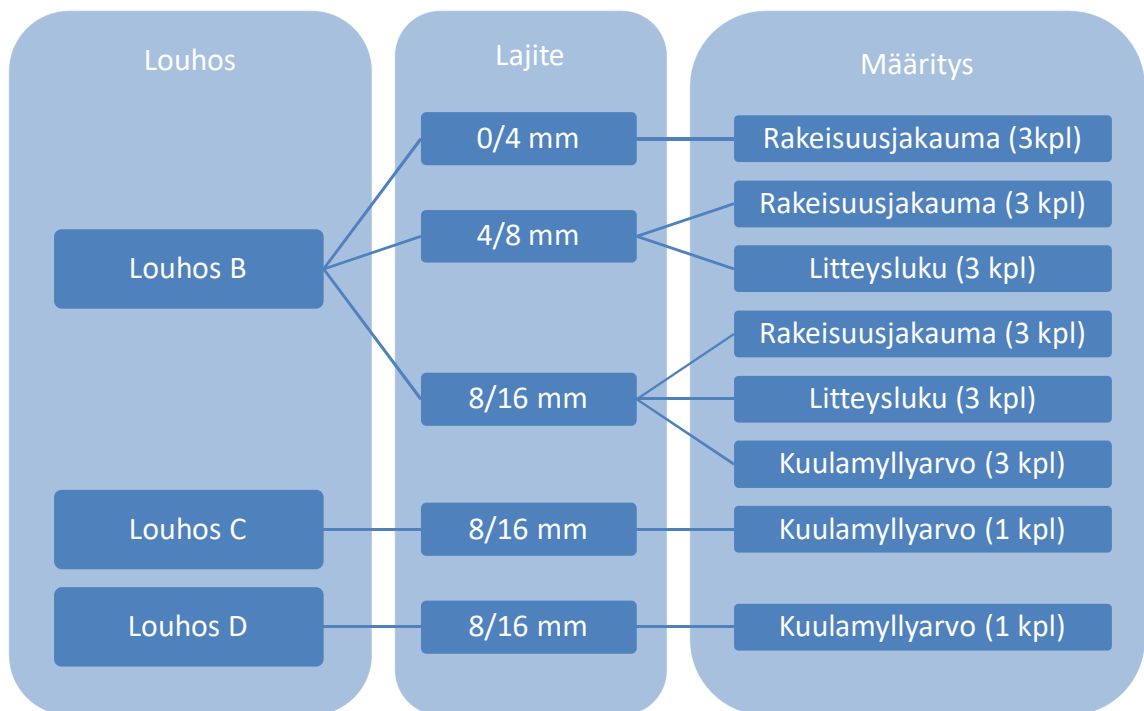 Louhos
Lajite
Määritys
Louhos B
0/4 mm
Rakeisuusjakauma (3kpl)
4/8 mm
Rakeisuusjakauma (3 kpl)
Litteysluku (3 kpl)
8/16 mm
Rakeisuusjakauma (3 kpl)
Litteysluku (3 kpl)
Kuulamyllyarvo (3 kpl)
Louhos C
8/16 mm
Kuulamyllyarvo (1 kpl)
Louhos D
8/16 mm
Kuulamyllyarvo (1 kpl)